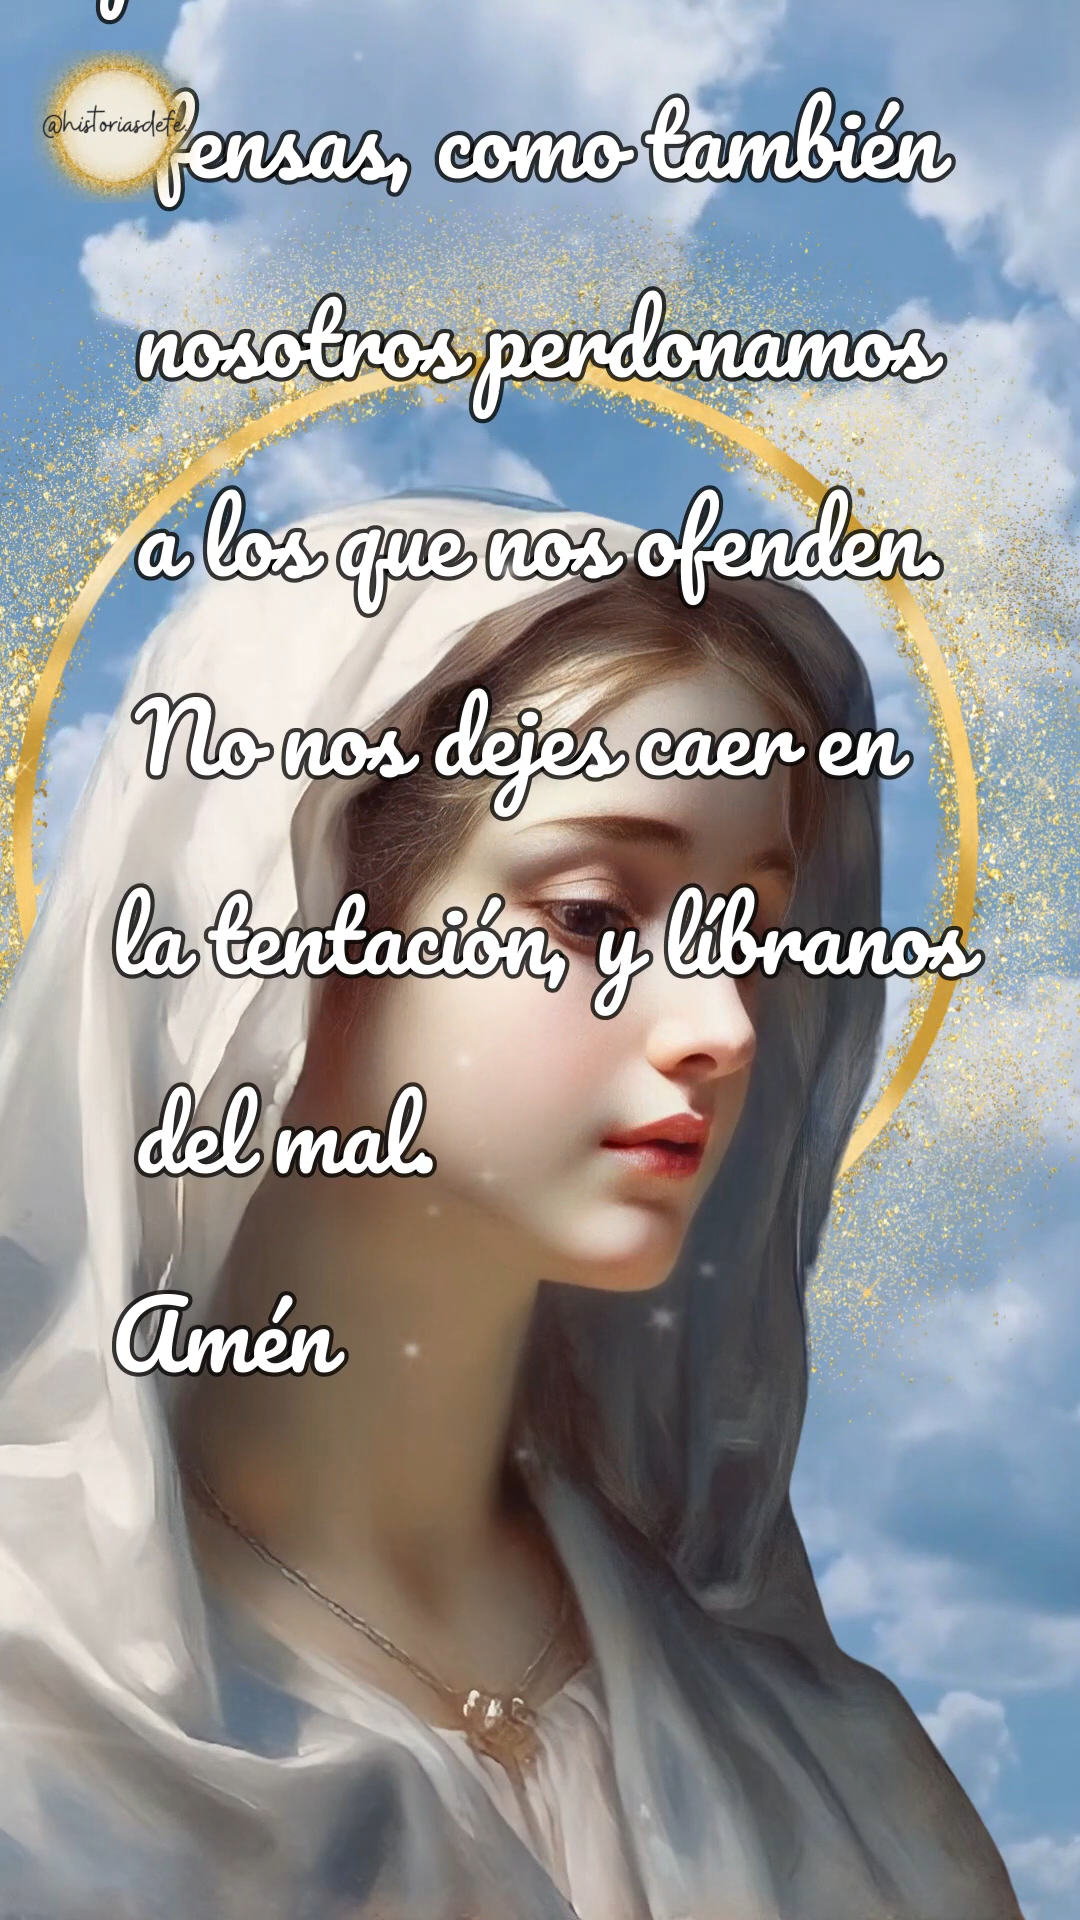 @historiasdefe
fensas, como también
nosotros perdonamos
a los que nos ofenden.
No nos dejes caer en
la tentación, y líbranos
del mal.
Amén